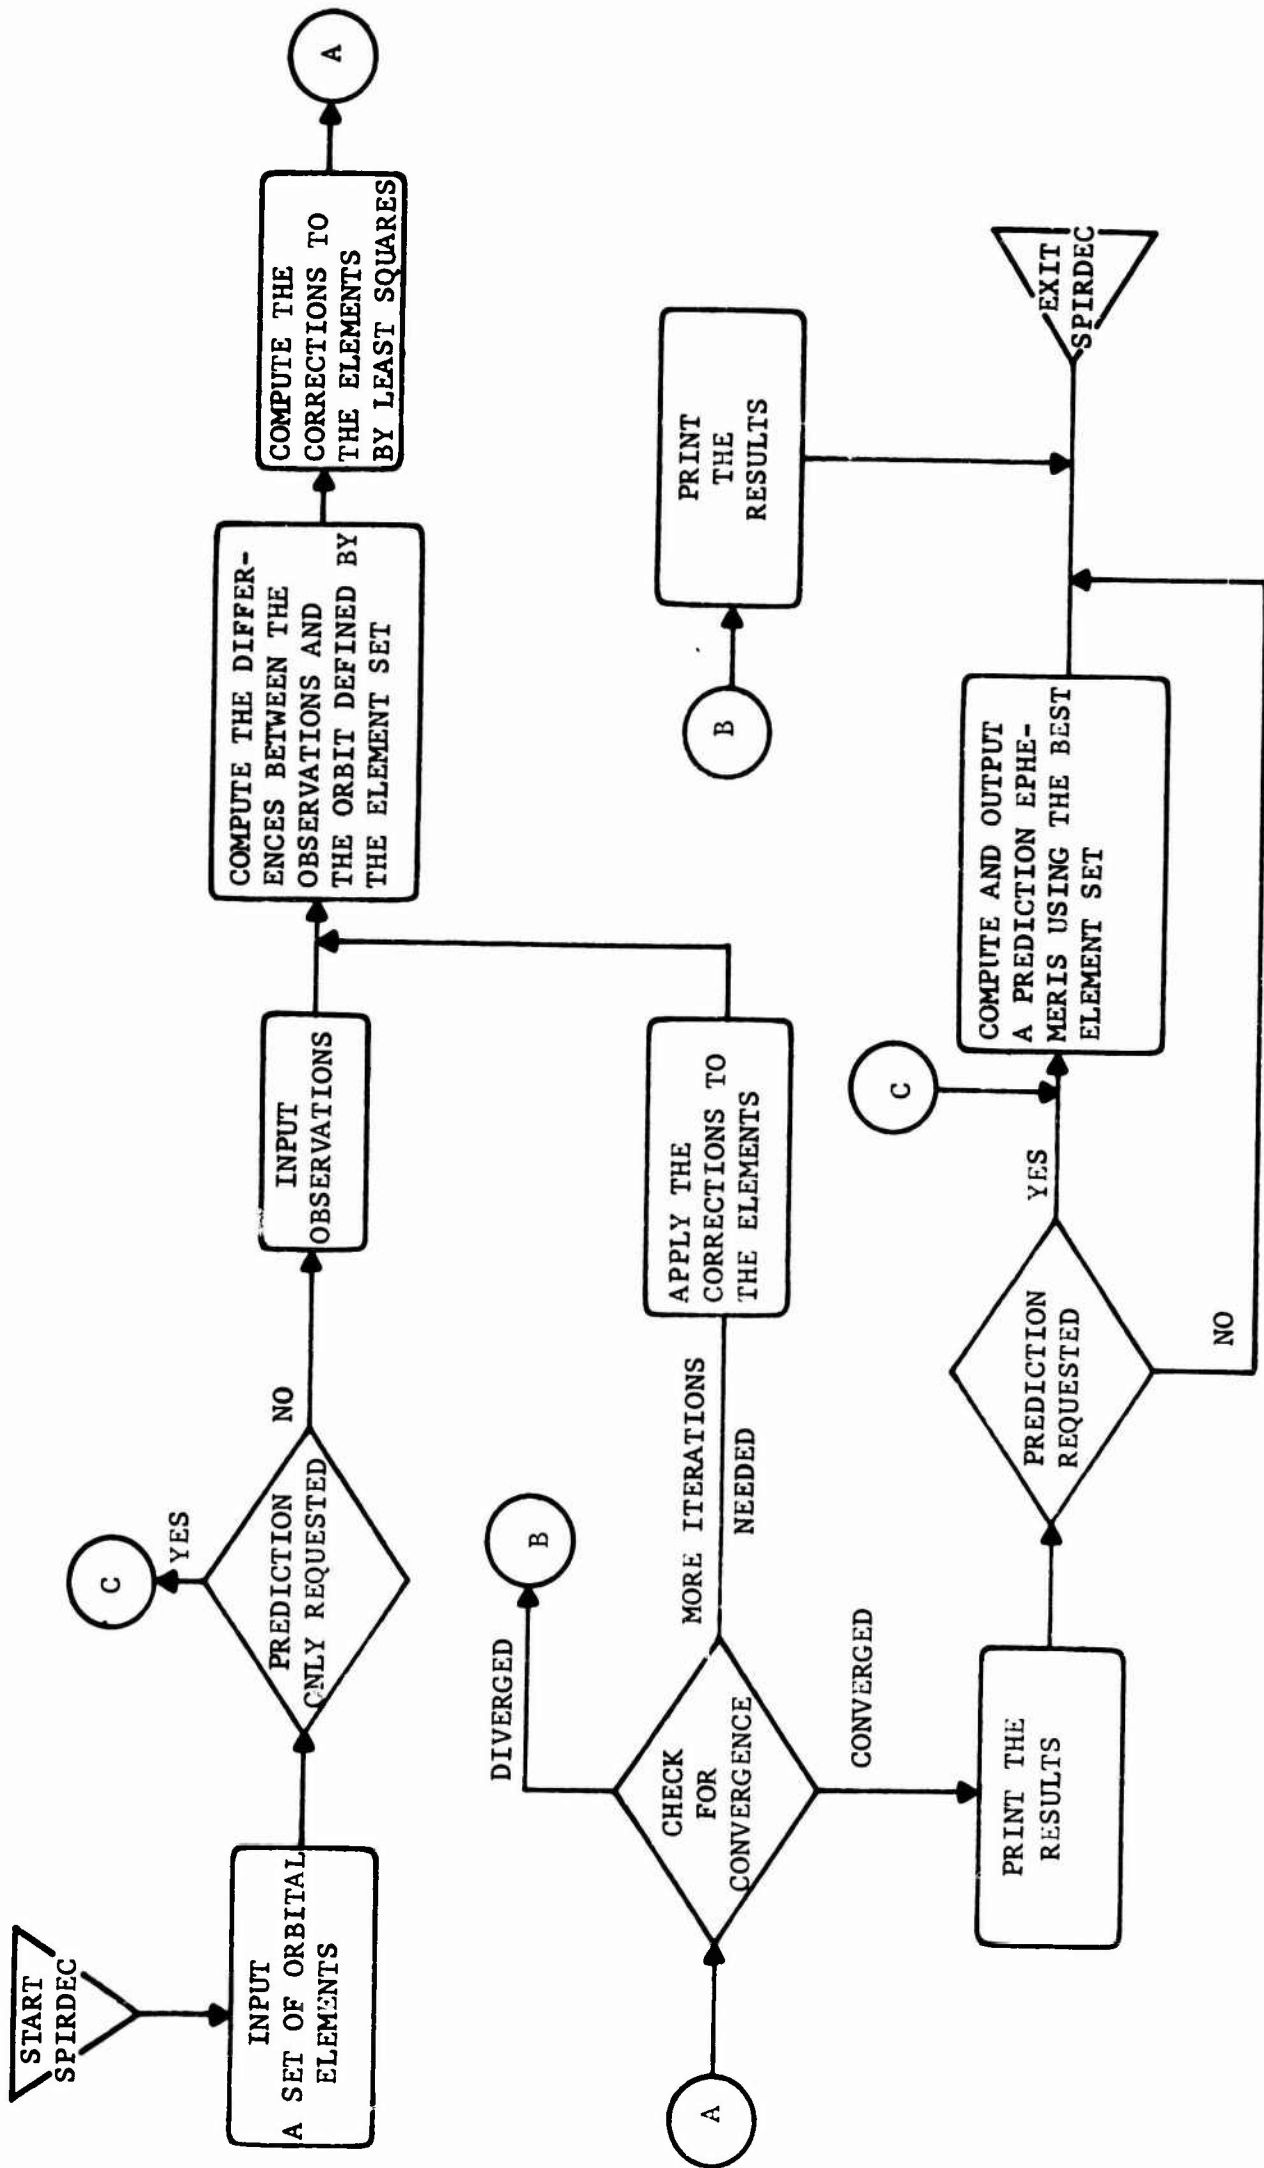 START
SPIRDEC
INPUT
A SET OF ORBITAL
ELEMENTS
C
YES
PREDICTION
ONLY REQUESTED
NO
INPUT
OBSERVATIONS
COMPUTE THE DIFFER-
ENCES BETWEEN THE
OBSERVATIONS AND
THE ORBIT DEFINED BY
THE ELEMENT SET
COMPUTE THE
CORRECTIONS TO
THE ELEMENTS
BY LEAST SQUARES
A
A
CHECK
FOR
CONVERGENCE
DIVERGED
B
MORE ITERATIONS
NEEDED
APPLY THE
CORRECTIONS TO
THE ELEMENTS
B
PRINT
THE
RESULTS
CONVERGED
PRINT THE
RESULTS
PREDICTION
REQUESTED
YES
NO
C
COMPUTE AND OUTPUT
A PREDICTION EPHE-
MERIS USING THE BEST
ELEMENT SET
EXIT
SPIRDEC